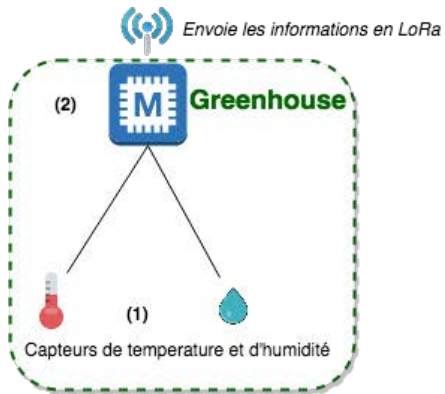 Envoie les informations en LoRa
(2)
M
Greenhouse
(1)
Capteurs de temperature et d'humidité